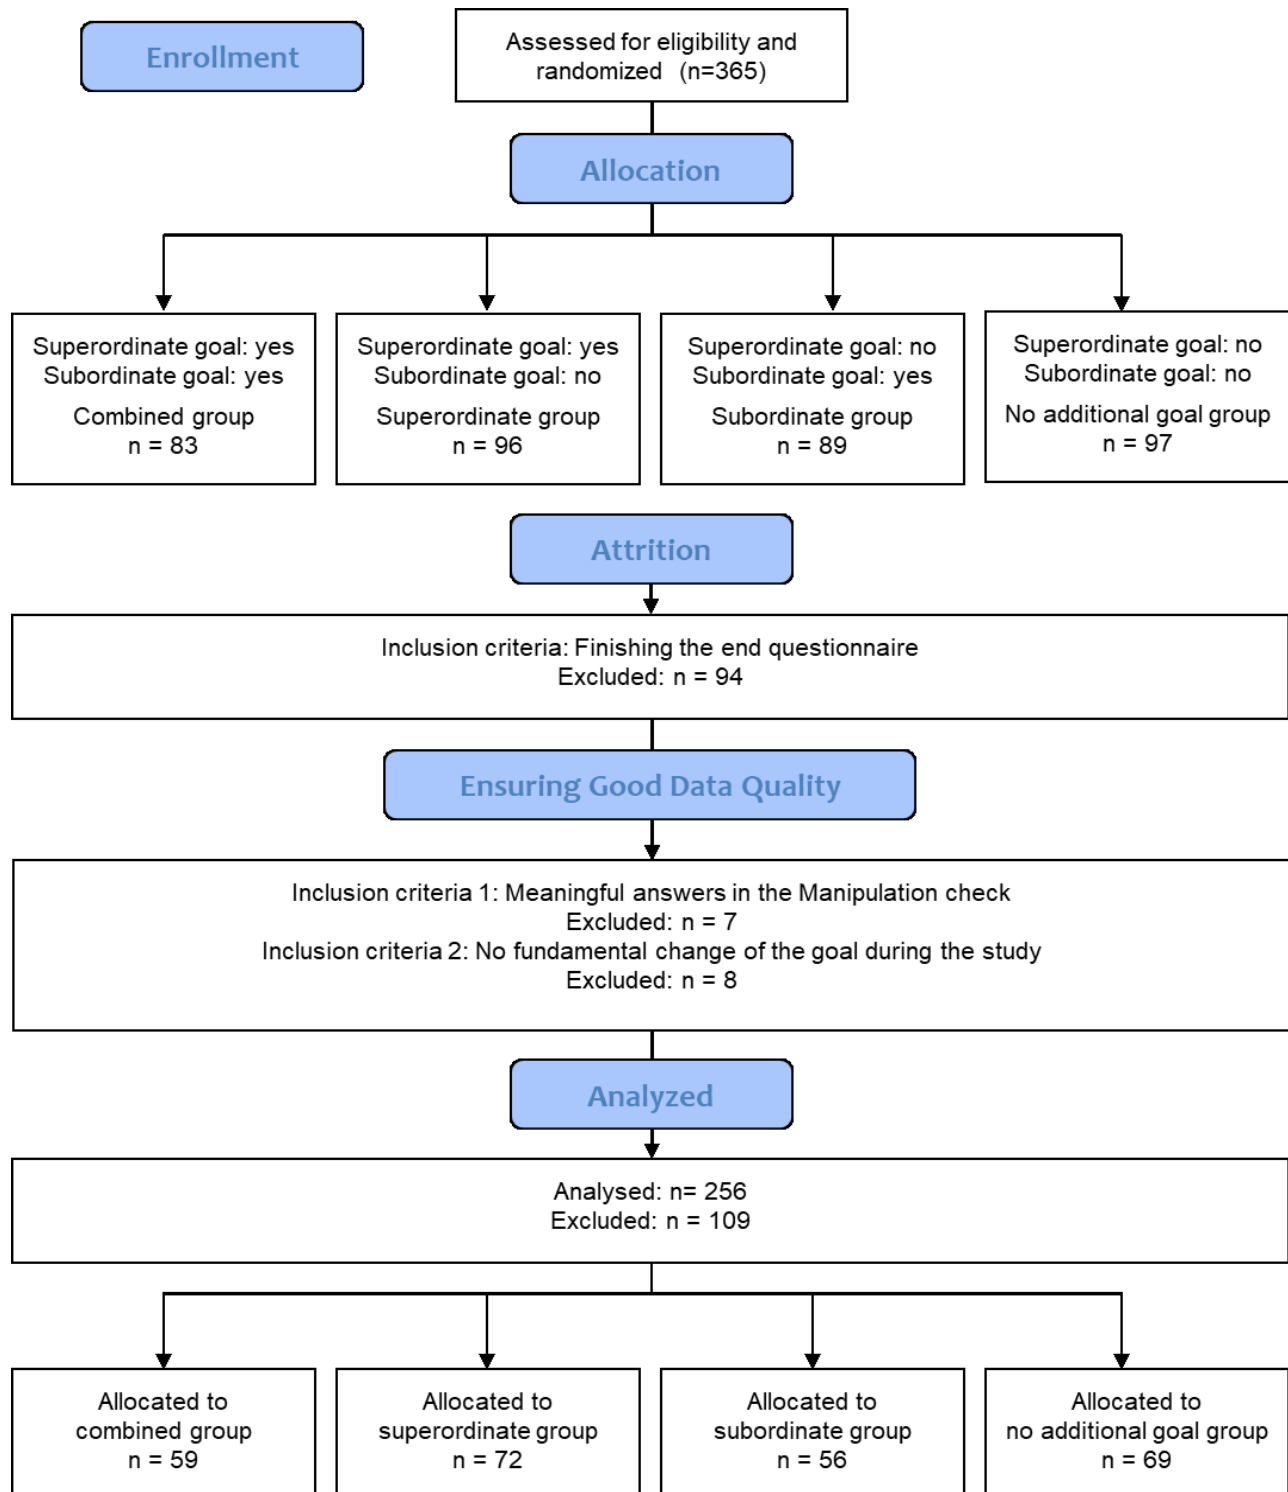 Enrollment
Assessed for eligibility and
randomized (n=365)
Allocation
Superordinate goal: yes
Subordinate goal: yes
Combined group
n = 83
Superordinate goal: yes
Subordinate goal: no
Superordinate group
n = 96
Superordinate goal: no
Subordinate goal: yes
Subordinate group
n = 89
Superordinate goal: no
Subordinate goal: no
No additional goal group
n = 97
Attrition
Inclusion criteria: Finishing the end questionnaire
Excluded: n = 94
Ensuring Good Data Quality
Inclusion criteria 1: Meaningful answers in the Manipulation check
Excluded: n = 7
Inclusion criteria 2: No fundamental change of the goal during the study
Excluded: n = 8
Analyzed
Analysed: n= 256
Excluded: n = 109
Allocated to
combined group
n = 59
Allocated to
superordinate group
n = 72
Allocated to
subordinate group
n = 56
Allocated to
no additional goal group
n = 69